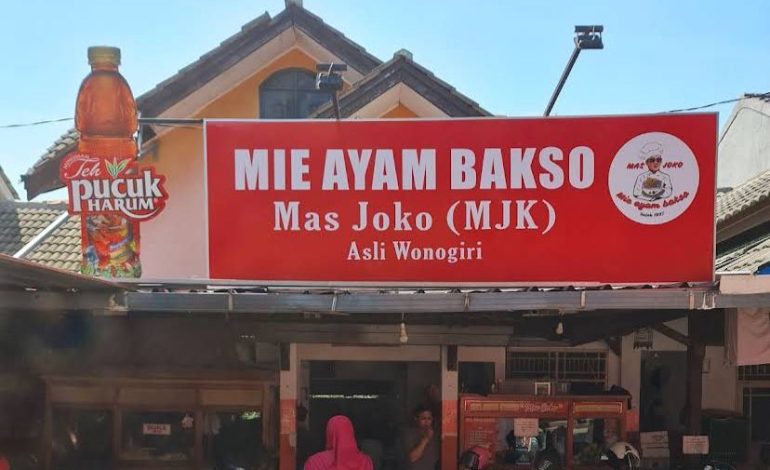 Teh
pucuk
HARUM
MIE AYAM BAKSO
Mas Joko (MJK)
Asli Wonogiri
MAS JOKO
Mie ayam bakso